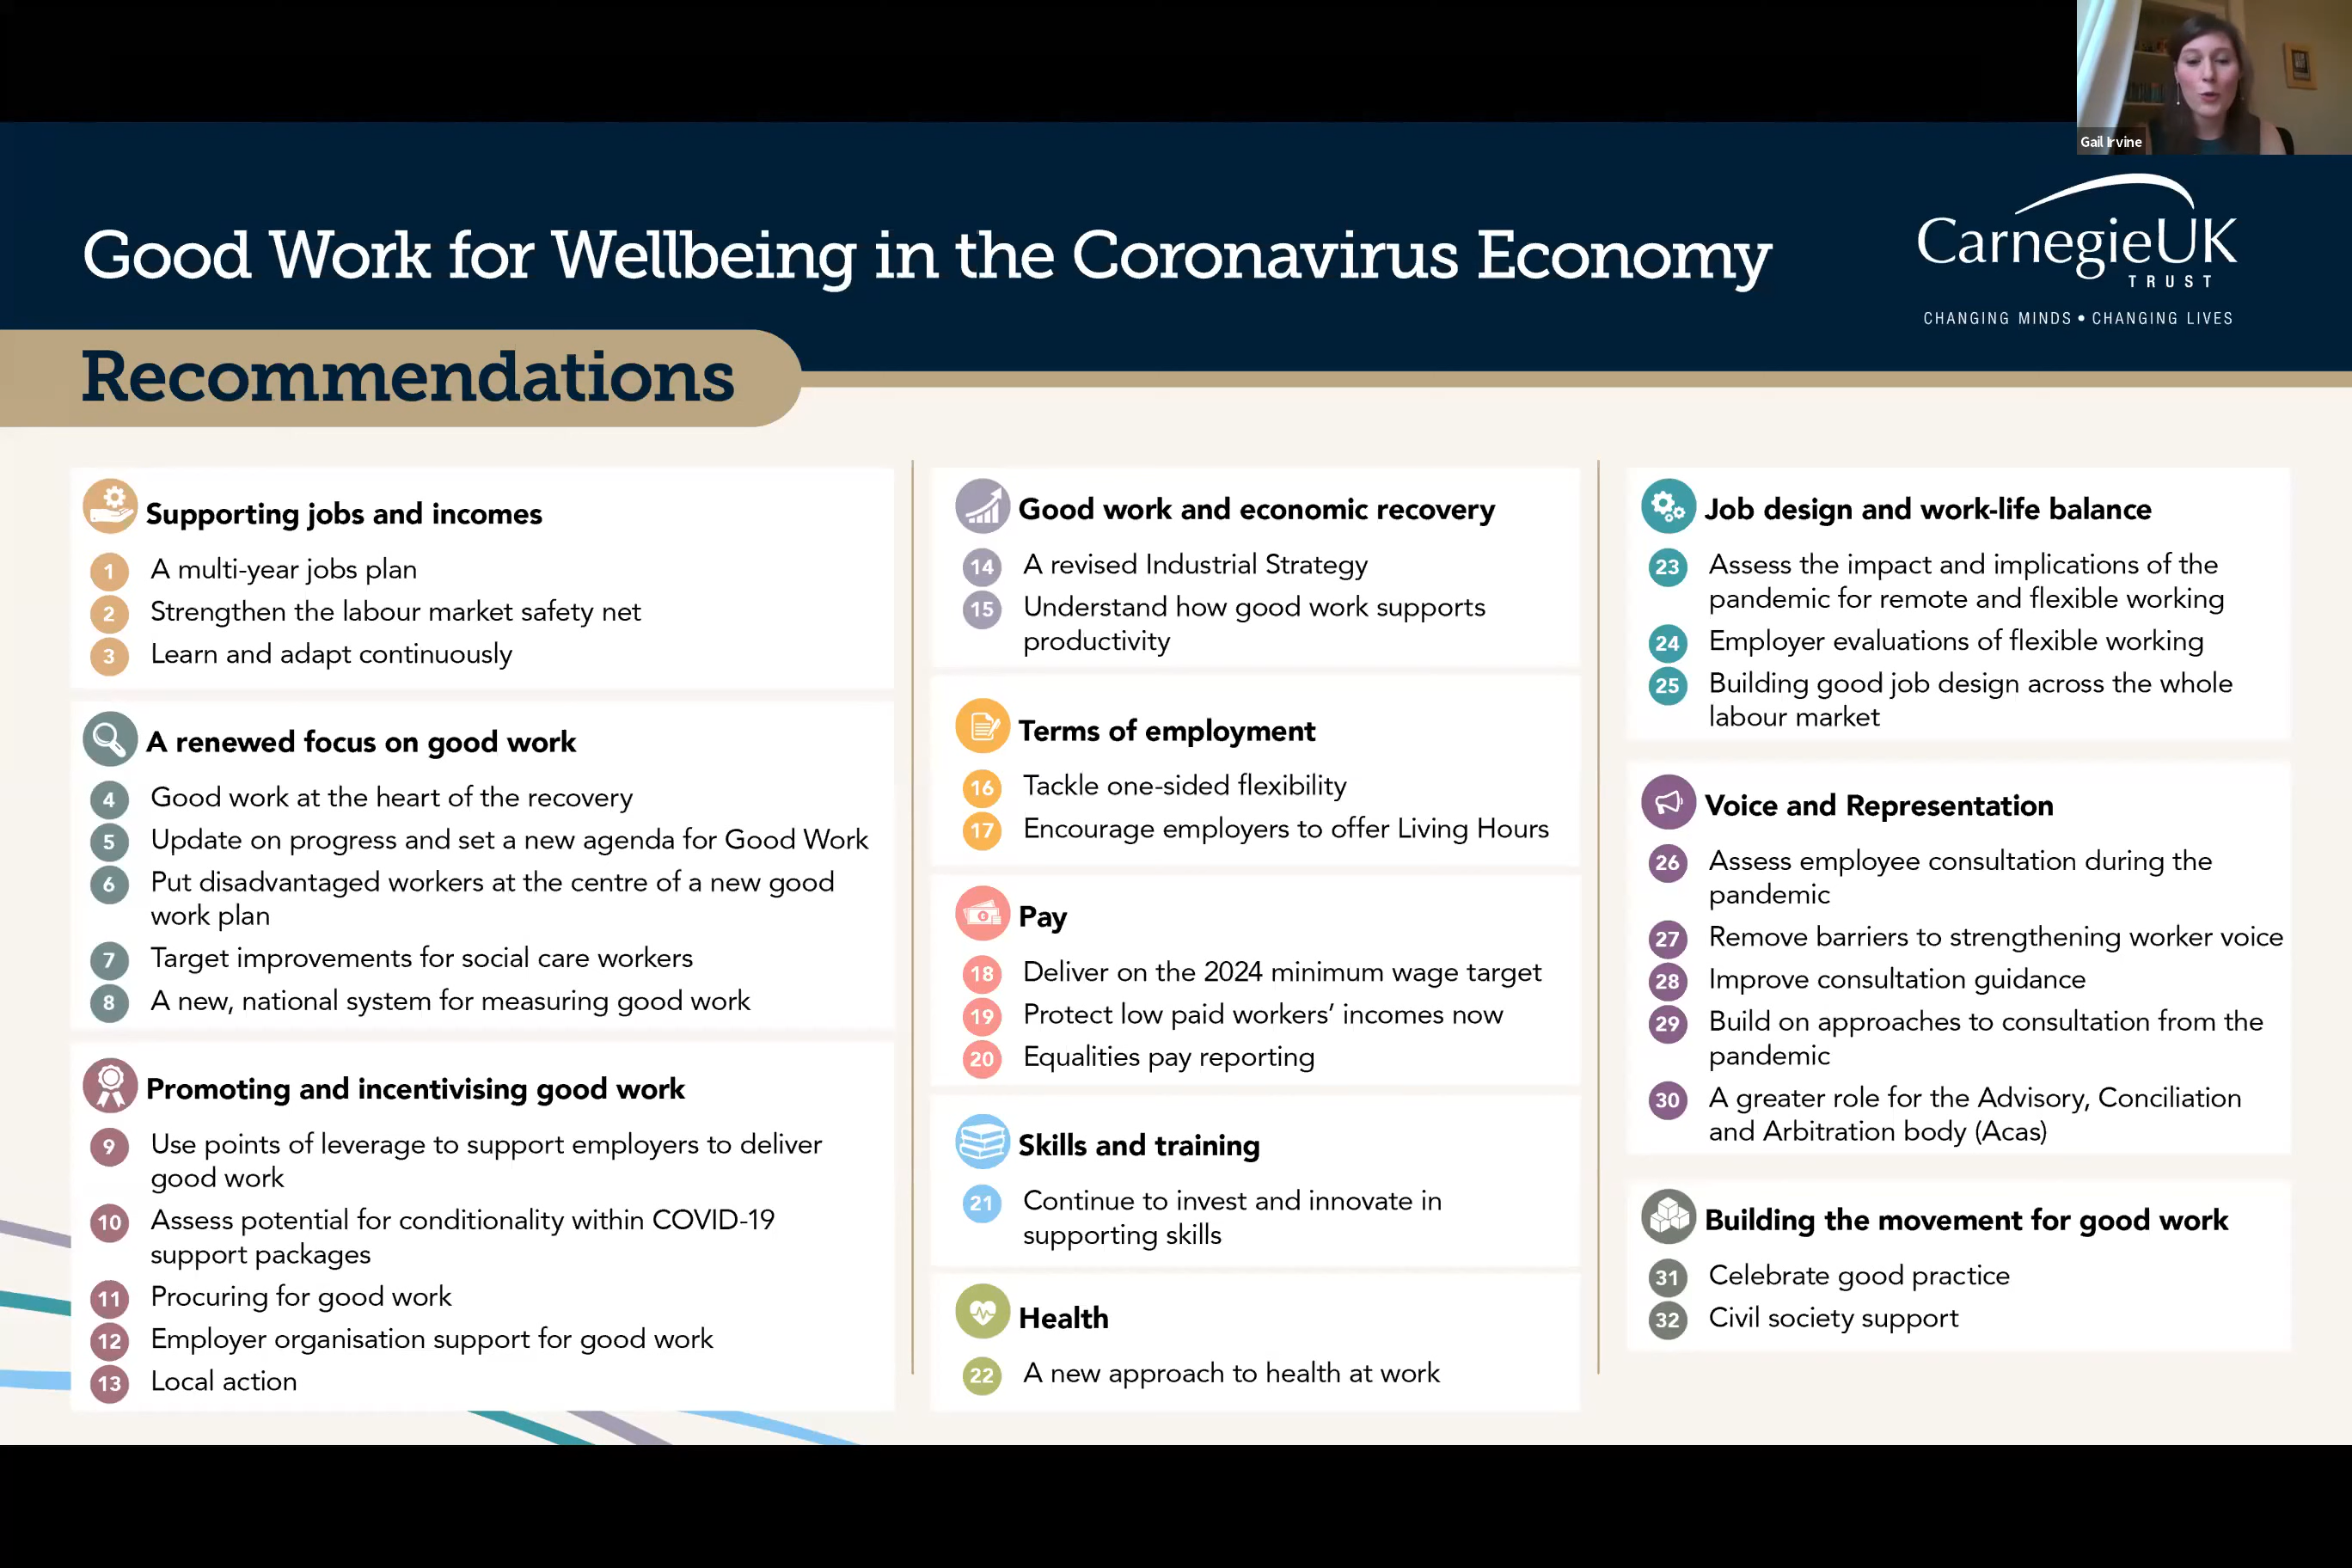 Gail Irvine
Good Work for Wellbeing in the Coronavirus Economy
CarnegieUK
TRUST
CHANGING MINDS • CHANGING LIVES
Recommendations
Supporting jobs and incomes
1 A multi-year jobs plan
2 Strengthen the labour market safety net
3 Learn and adapt continuously
A renewed focus on good work
4 Good work at the heart of the recovery
5 Update on progress and set a new agenda for Good Work
6 Put disadvantaged workers at the centre of a new good
work plan
7 Target improvements for social care workers
8 A new, national system for measuring good work
Promoting and incentivising good work
9 Use points of leverage to support employers to deliver
good work
10 Assess potential for conditionality within COVID-19
support packages
11 Procuring for good work
12 Employer organisation support for good work
13 Local action
Good work and economic recovery
14 A revised Industrial Strategy
15 Understand how good work supports
productivity
Terms of employment
16 Tackle one-sided flexibility
17 Encourage employers to offer Living Hours
Pay
18 Deliver on the 2024 minimum wage target
19 Protect low paid workers’ incomes now
20 Equalities pay reporting
Skills and training
21 Continue to invest and innovate in
supporting skills
Health
22 A new approach to health at work
Job design and work-life balance
23 Assess the impact and implications of the
pandemic for remote and flexible working
24 Employer evaluations of flexible working
25 Building good job design across the whole
labour market
Voice and Representation
26 Assess employee consultation during the
pandemic
27 Remove barriers to strengthening worker voice
28 Improve consultation guidance
29 Build on approaches to consultation from the
pandemic
30 A greater role for the Advisory, Conciliation
and Arbitration body (Acas)
Building the movement for good work
31 Celebrate good practice
32 Civil society support